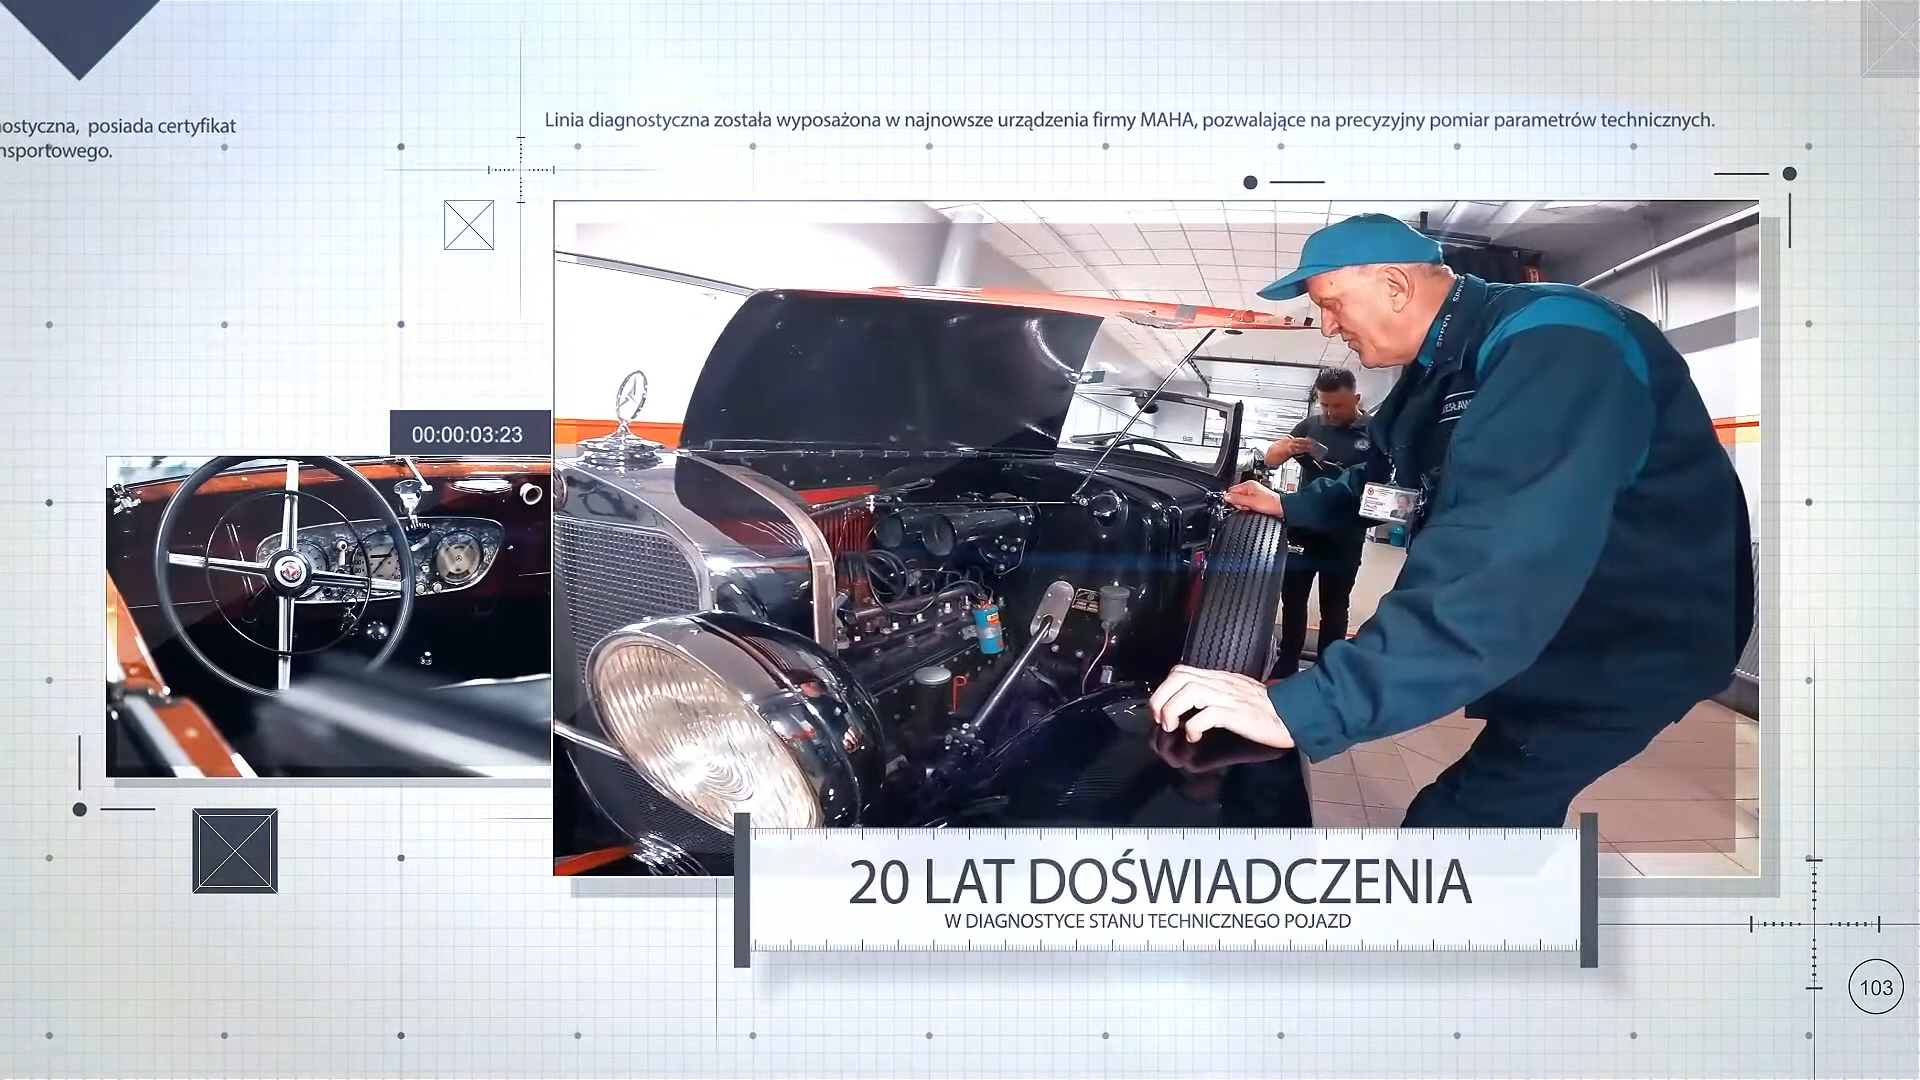 ostyczna, posiada certyfikat
nsportowego.
Linia diagnostyczna została wyposażona w najnowsze urządzenia firmy MAHA, pozwalające na precyzyjny pomiar parametrów technicznych.
00:00:03:23
20 LAT DOŚWIADCZENIA
W DIAGNOSTYCE STANU TECHNICZNEGO POJAZD
103